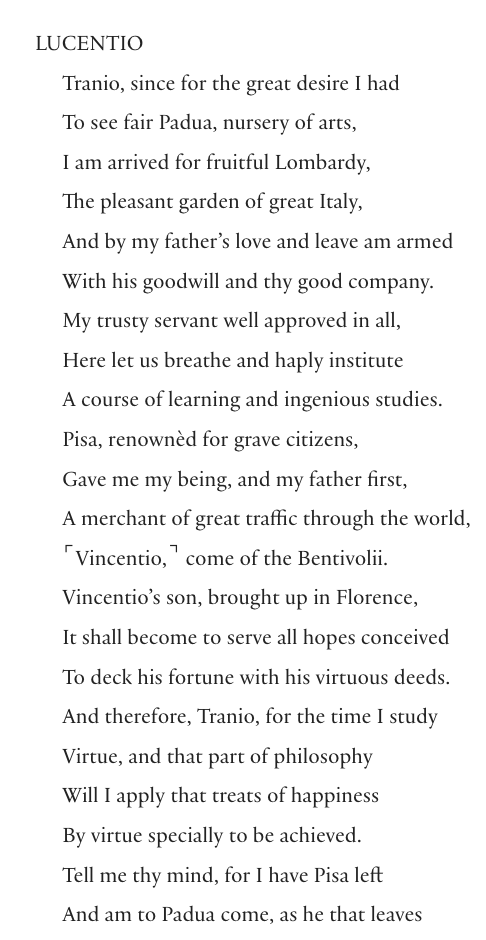 LUCENTIO
Tranio, since for the great desire I had
To see fair Padua, nursery of arts,
I am arrived for fruitful Lombardy,
The pleasant garden of great Italy,
And by my father’s love and leave am armed
With his goodwill and thy good company.
My trusty servant well approved in all,
Here let us breathe and haply institute
A course of learning and ingenious studies.
Pisa, renownèd for grave citizens,
Gave me my being, and my father first,
A merchant of great traffic through the world,
⌜Vincentio,⌝ come of the Bentivolii.
Vincentio’s son, brought up in Florence,
It shall become to serve all hopes conceived
To deck his fortune with his virtuous deeds.
And therefore, Tranio, for the time I study
Virtue, and that part of philosophy
Will I apply that treats of happiness
By virtue specially to be achieved.
Tell me thy mind, for I have Pisa left
And am to Padua come, as he that leaves